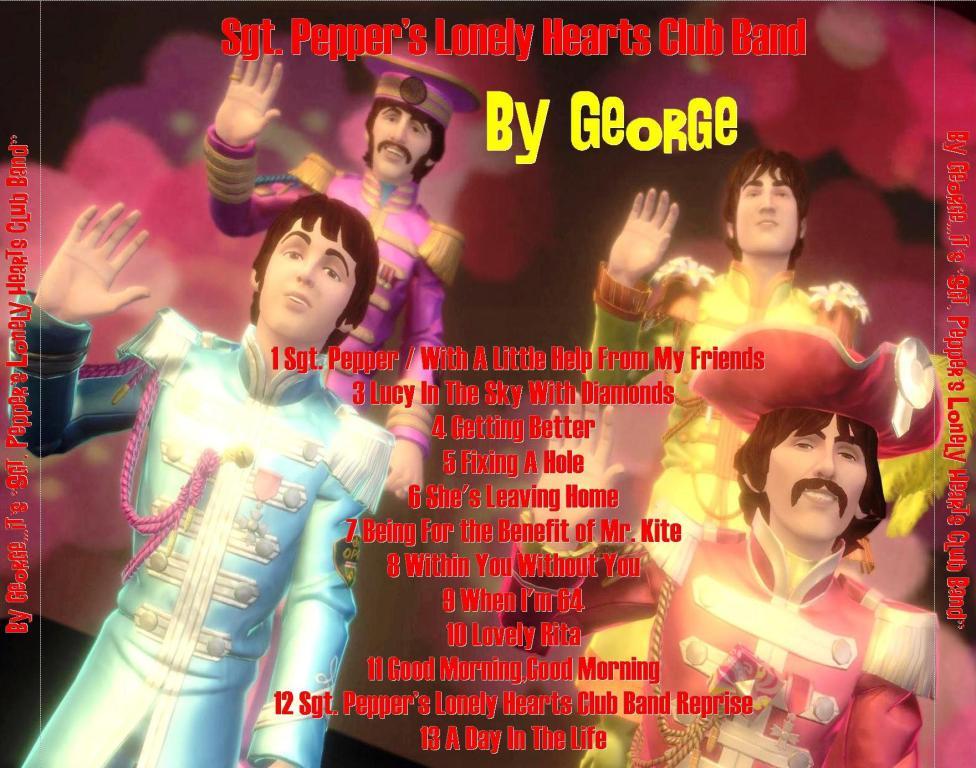 Sgt. Pepper's Lonely Hearts Club Band
By George
By George...It's "Sgt. Pepper's Lonely Hearts Club Band"
By George...It's "Sgt. Pepper's Lonely Hearts Club Band"
1 Sgt. Pepper / With A Little Help From My Friends
3 Lucy In The Sky With Diamonds
4 Getting Better
5 Fixing A Hole
6 She's Leaving Home
7 Being For the Benefit of Mr. Kite
8 Within You Without You
9 When I'm 64
10 Lovely Rita
11 Good Morning,Good Morning
12 Sgt. Pepper's Lonely Hearts Club Band Reprise
13 A Day In The Life